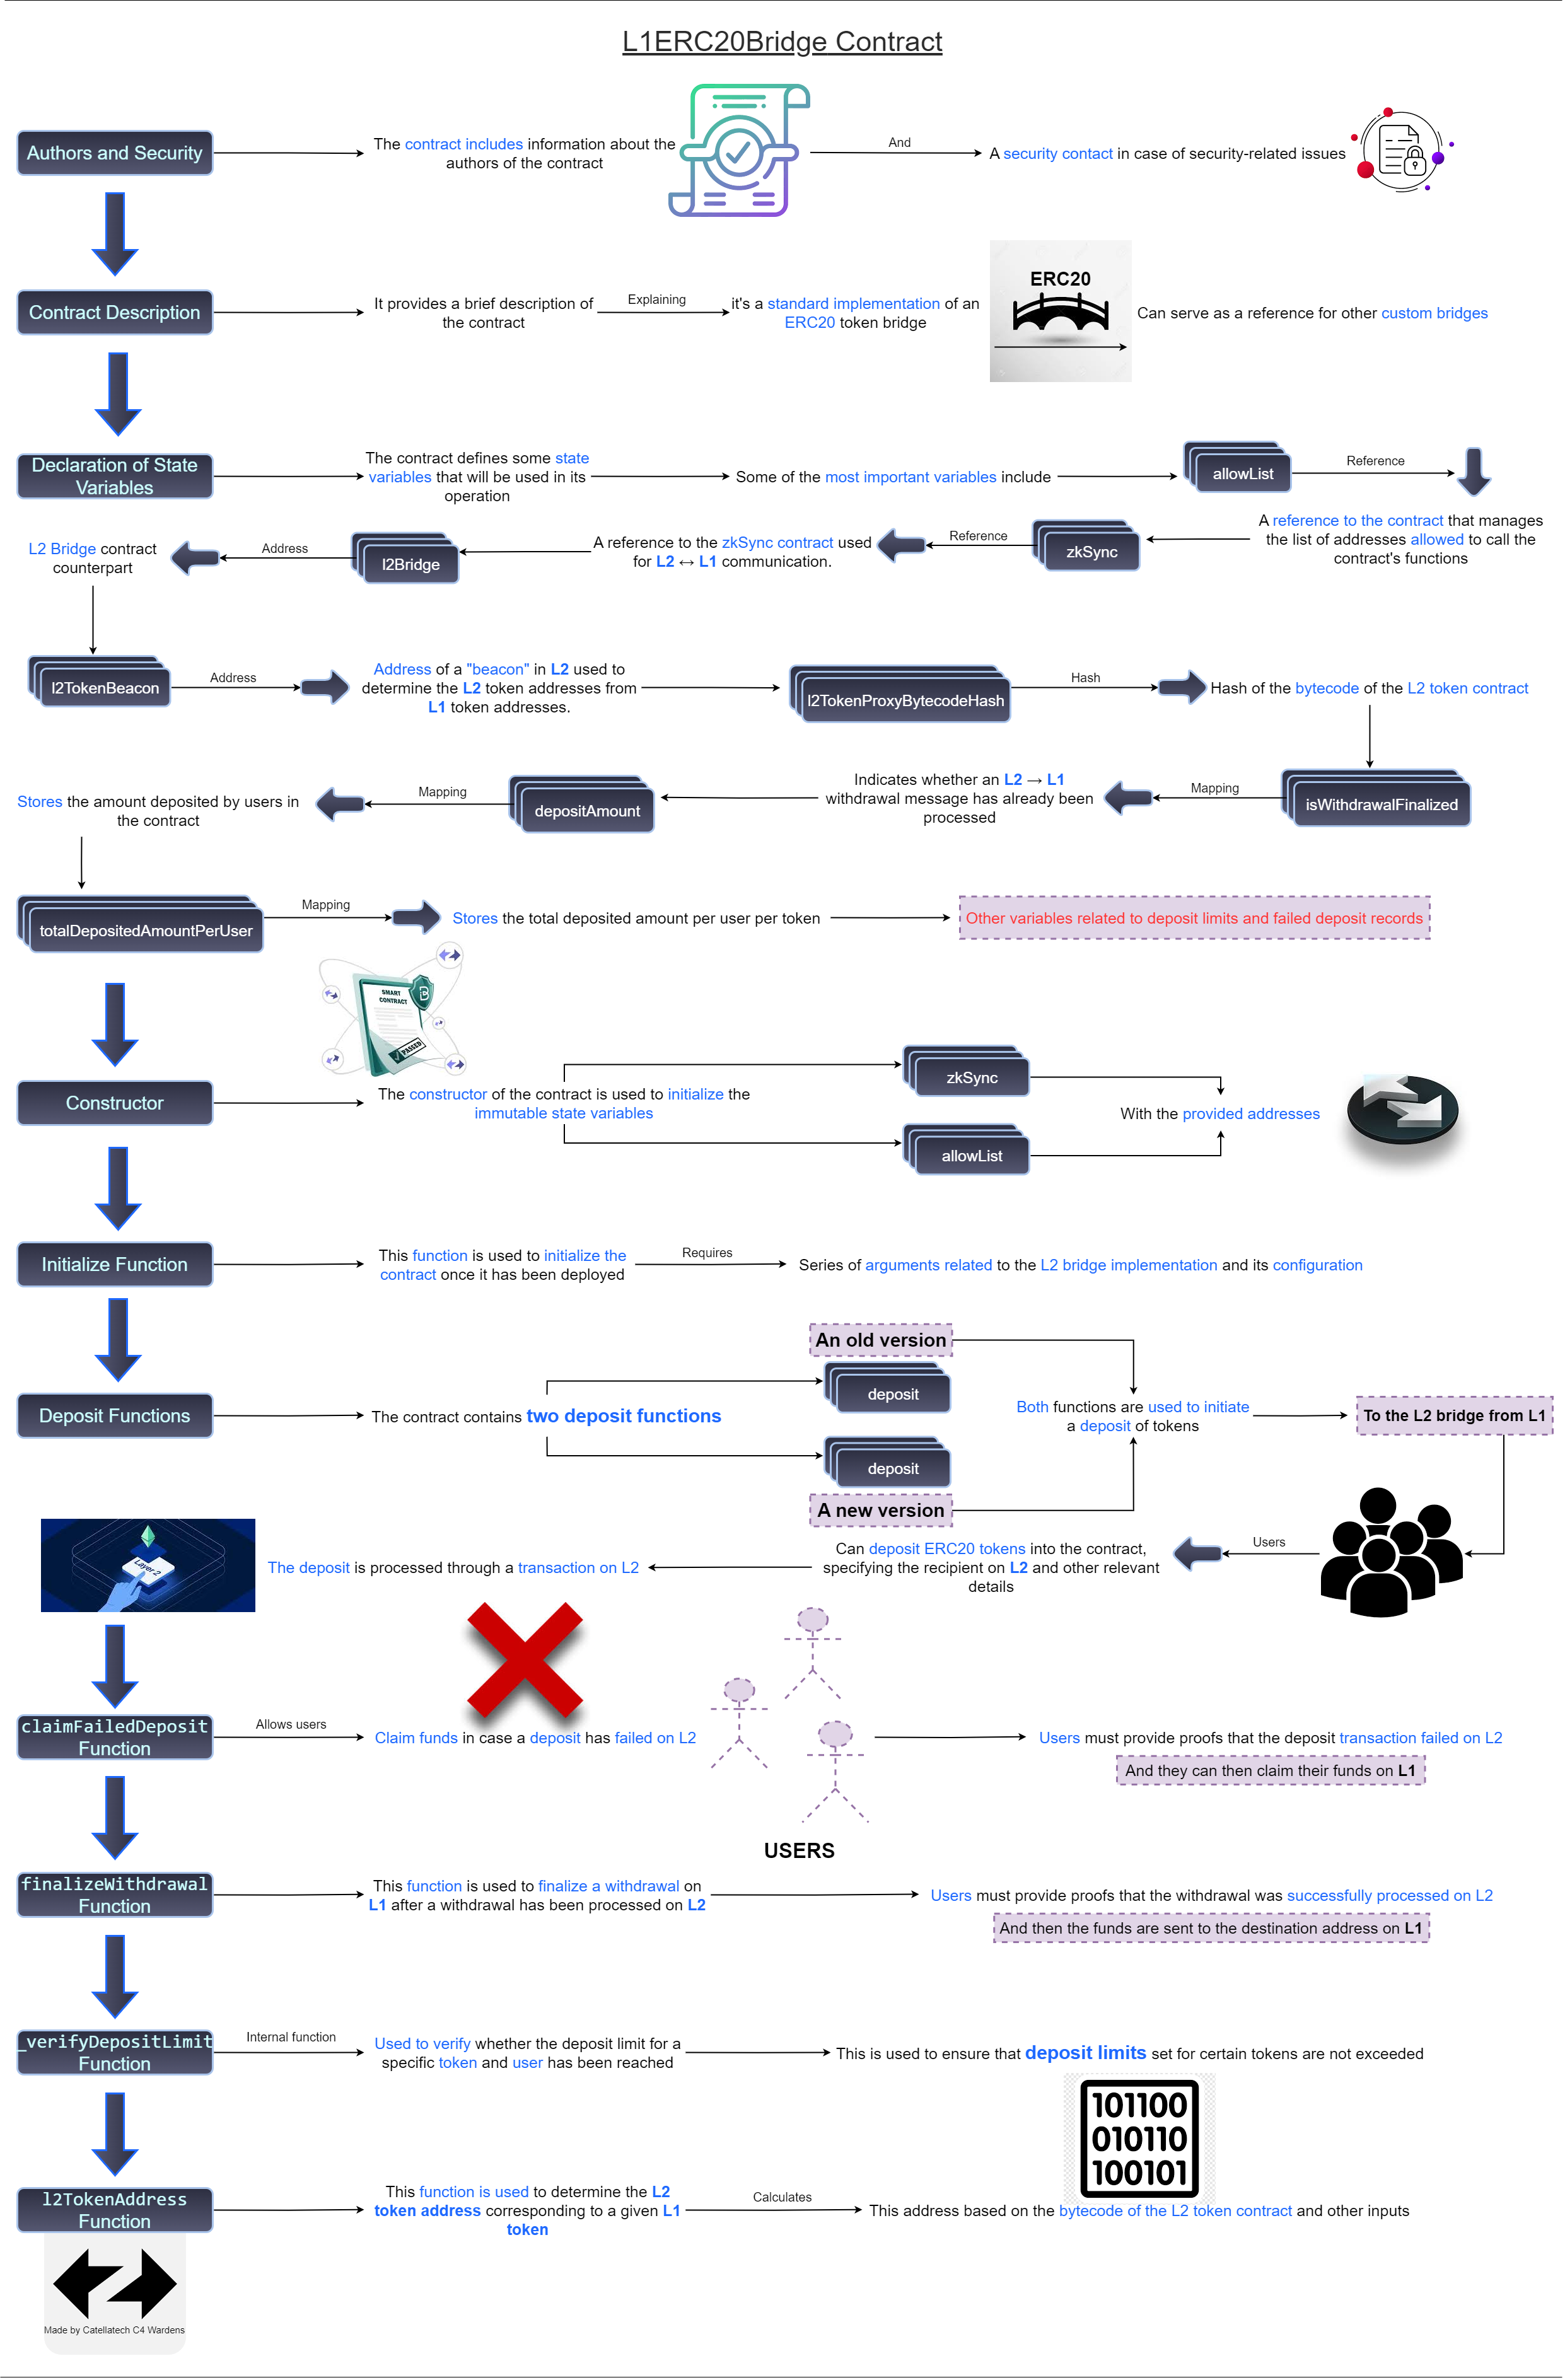 L1ERC20Bridge Contract
Authors and Security
The contract includes information about the
authors of the contract
And
A security contact in case of security-related issues
Contract Description
It provides a brief description of
the contract
Explaining
it's a standard implementation of an
ERC20 token bridge
ERC20
Can serve as a reference for other custom bridges
Declaration of State
Variables
The contract defines some state
variables that will be used in its
operation
Some of the most important variables include
allowList
Reference
A reference to the contract that manages
the list of addresses allowed to call the
contract's functions
zkSync
Reference
A reference to the zkSync contract used
for L2 ↔ L1 communication.
l2Bridge
Address
L2 Bridge contract
counterpart
l2TokenBeacon
Address
Address of a "beacon" in L2 used to
determine the L2 token addresses from
L1 token addresses.
l2TokenProxyBytecodeHash
Hash
Hash of the bytecode of the L2 token contract
isWithdrawalFinalized
Mapping
Indicates whether an L2 → L1
withdrawal message has already been
processed
depositAmount
Mapping
Stores the amount deposited by users in
the contract
totalDepositedAmountPerUser
Mapping
Stores the total deposited amount per user per token
Other variables related to deposit limits and failed deposit records
SMART
CONTRACT
PASSED
Constructor
The constructor of the contract is used to initialize the
immutable state variables
zkSync
allowList
With the provided addresses
Initialize Function
This function is used to initialize the
contract once it has been deployed
Requires
Series of arguments related to the L2 bridge implementation and its configuration
Deposit Functions
The contract contains two deposit functions
An old version
deposit
deposit
A new version
Both functions are used to initiate
a deposit of tokens
To the L2 bridge from L1
Users
Can deposit ERC20 tokens into the contract,
specifying the recipient on L2 and other relevant
details
The deposit is processed through a transaction on L2
Layer 2
claimFailedDeposit
Function
Allows users
Claim funds in case a deposit has failed on L2
USERS
Users must provide proofs that the deposit transaction failed on L2
And they can then claim their funds on L1
finalizeWithdrawal
Function
This function is used to finalize a withdrawal on
L1 after a withdrawal has been processed on L2
Users must provide proofs that the withdrawal was successfully processed on L2
And then the funds are sent to the destination address on L1
_verifyDepositLimit
Function
Internal function
Used to verify whether the deposit limit for a
specific token and user has been reached
This is used to ensure that deposit limits set for certain tokens are not exceeded
101100
010110
100101
l2TokenAddress
Function
This function is used to determine the L2
token address corresponding to a given L1
token
Calculates
This address based on the bytecode of the L2 token contract and other inputs
Made by Catellatech C4 Wardens